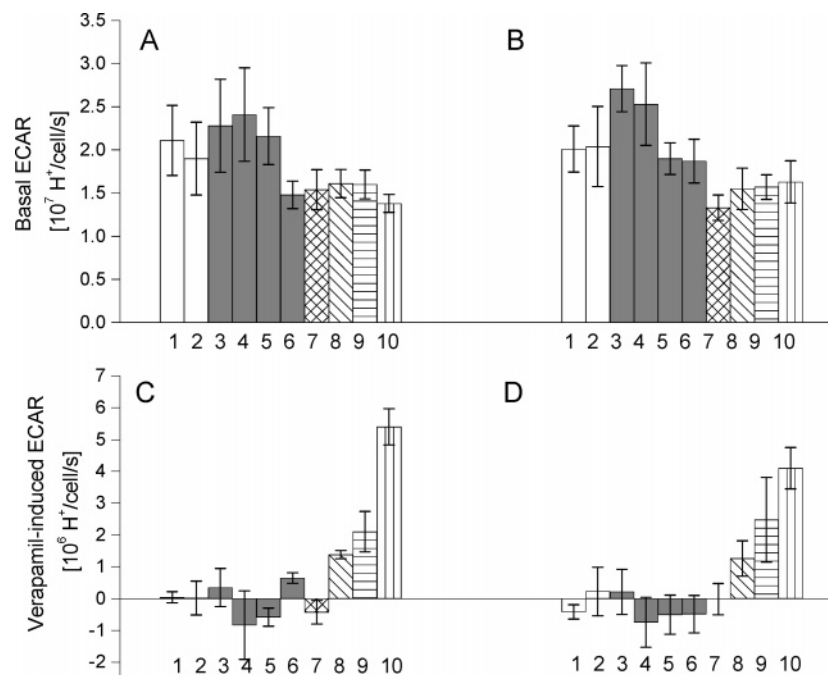 A
B
Basal ECAR
[10⁷ H⁺/cell/s]
3.5
3.0
2.5
2.0
1.5
1.0
0.5
0.0
1 2 3 4 5 6 7 8 9 10
1 2 3 4 5 6 7 8 9 10
C
D
Verapamil-induced ECAR
[10⁶ H⁺/cell/s]
7
6
5
4
3
2
1
0
-1
-2
1 2 3 4 5 6 7 8 9 10
1 2 3 4 5 6 7 8 9 10